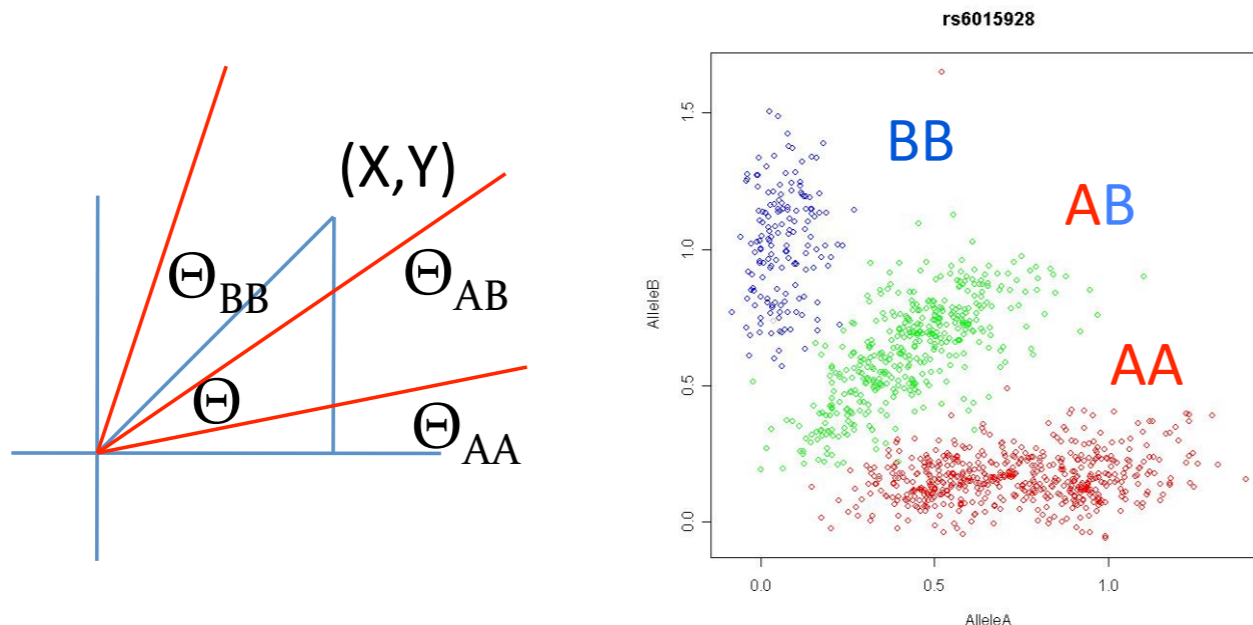 (X,Y)
Θ_BB
Θ_AB
Θ
Θ_AA
rs6015928
BB
AB
AA
AlleleB
1.5
1.0
0.5
0.0
0.0 0.5 1.0
AlleleA